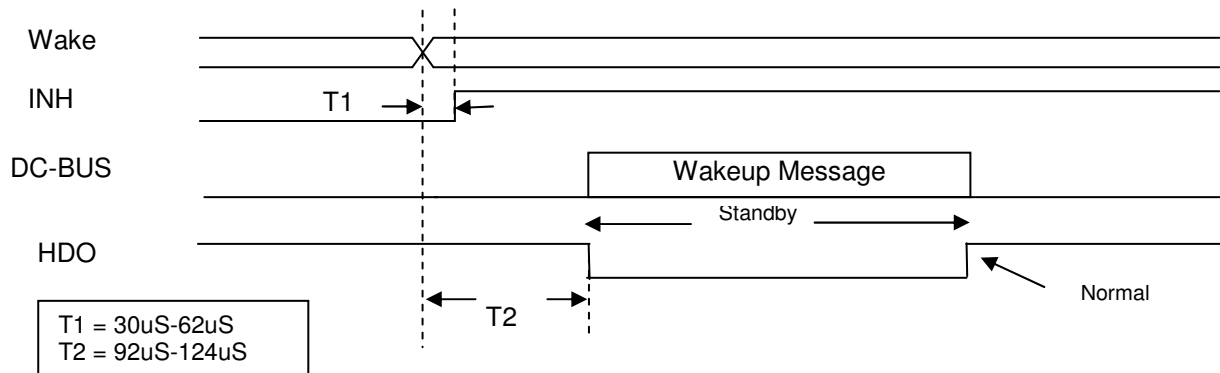 Wake
INH
T1
DC-BUS
Wakeup Message
Standby
HDO
Normal
T2
T1 = 30uS-62uS
T2 = 92uS-124uS